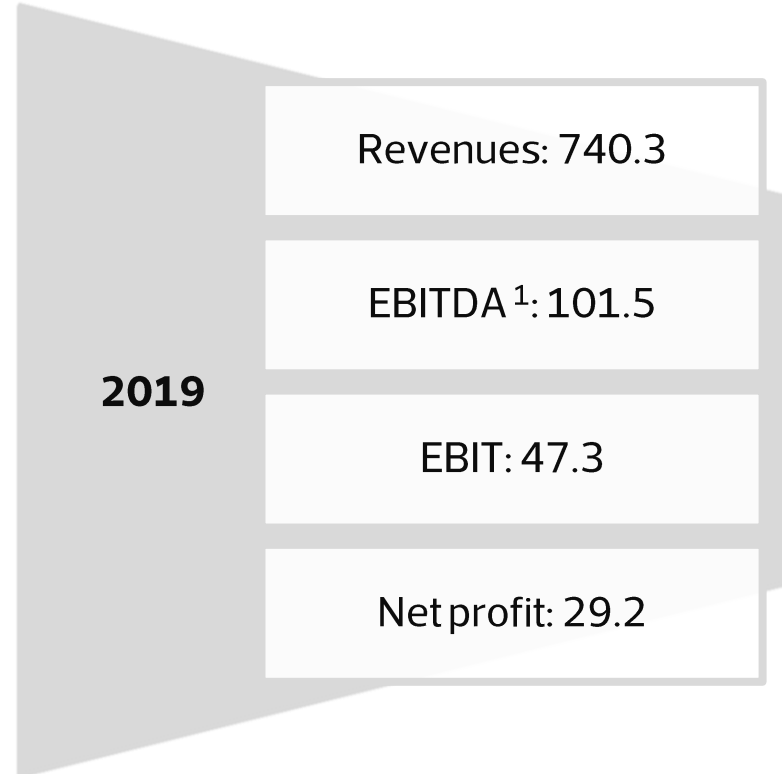 Revenues: 740.3
EBITDA ¹: 101.5
2019
EBIT: 47.3
Net profit: 29.2